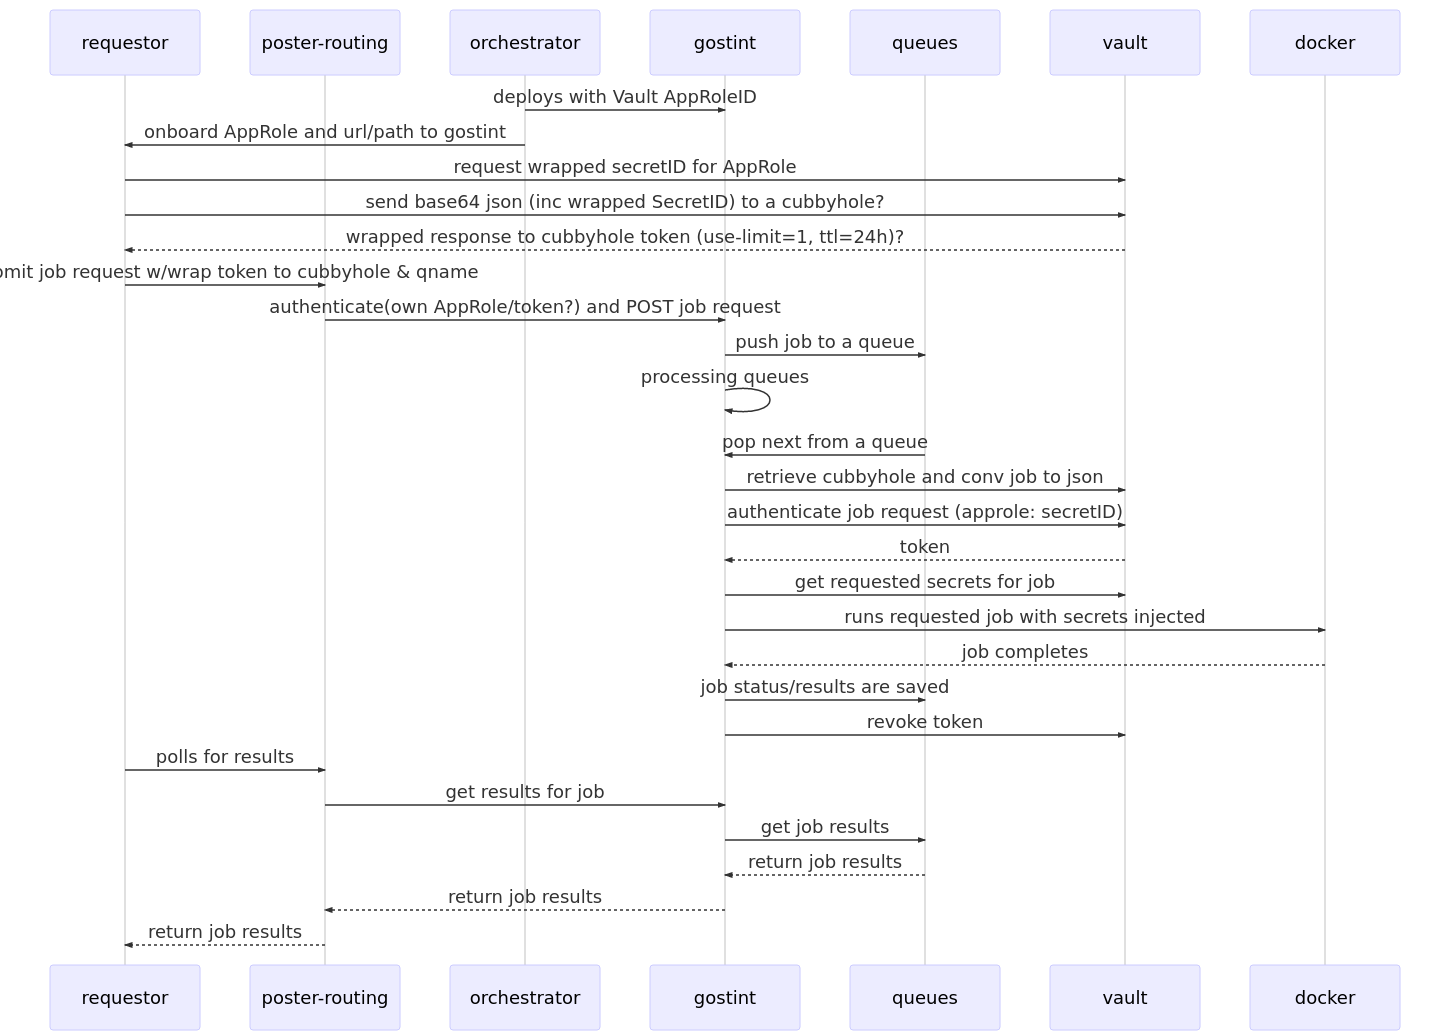 requestor
poster-routing
orchestrator
gostint
queues
vault
docker
deploys with Vault AppRoleID
onboard AppRole and url/path to gostint
request wrapped secretID for AppRole
send base64 json (inc wrapped SecretID) to a cubbyhole?
wrapped response to cubbyhole token (use-limit=1, ttl=24h)?
job request w/wrap token to cubbyhole & qname
authenticate(own AppRole/token?) and POST job request
push job to a queue
processing queues
pop next from a queue
retrieve cubbyhole and conv job to json
authenticate job request (approle: secretID)
token
get requested secrets for job
runs requested job with secrets injected
job completes
job status/results are saved
revoke token
polls for results
get results for job
get job results
return job results
return job results
return job results
requestor
poster-routing
orchestrator
gostint
queues
vault
docker